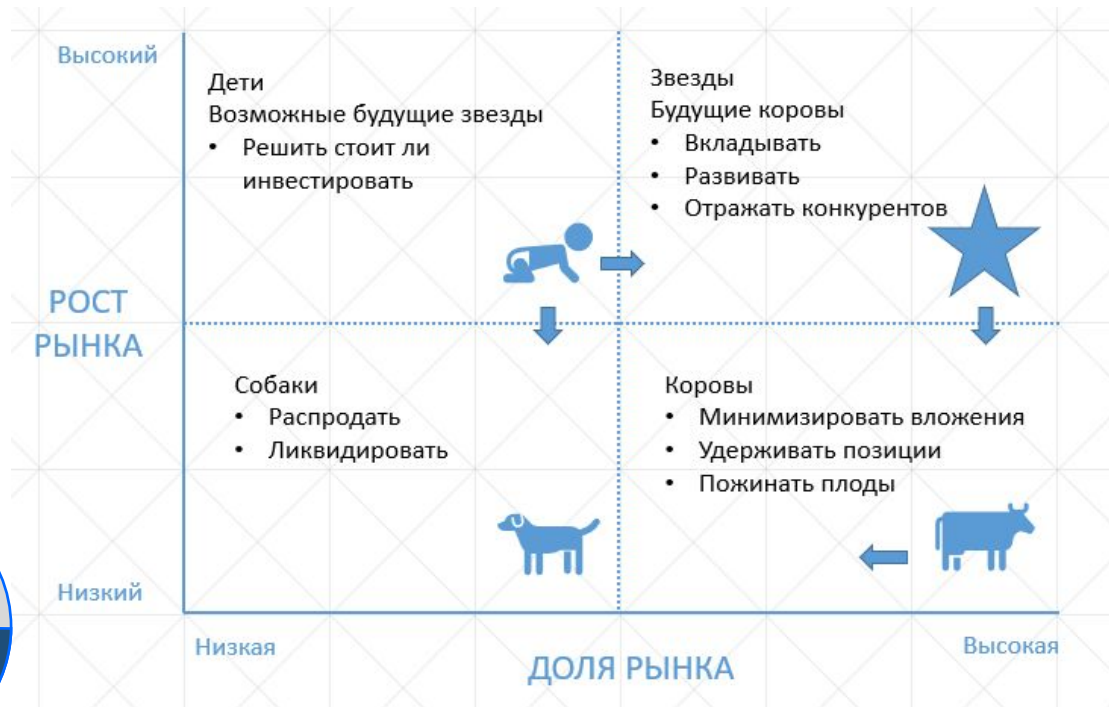 Высокий
Дети
Возможные будущие звезды
• Решить стоит ли
инвестировать
Звезды
Будущие коровы
• Вкладывать
• Развивать
• Отражать конкурентов
РОСТ
РЫНКА
Собаки
• Распродать
• Ликвидировать
Коровы
• Минимизировать вложения
• Удерживать позиции
• Пожинать плоды
Низкий
Низкая
ДОЛЯ РЫНКА
Высокая